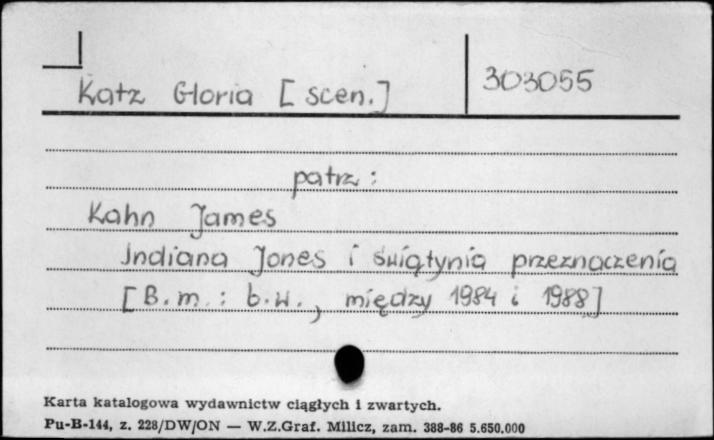 Katz Gloria [scen.] 303055
patrz:
Kahn James
Indiana Jones i świątynia przeznaczenia
[B.m.: b.w., między 1984 i 1988]
Karta katalogowa wydawnictw ciągłych i zwartych.
Pu-B-144, z. 228/DW/ON — W.Z.Graf. Milicz, zam. 388-86 5.650.000